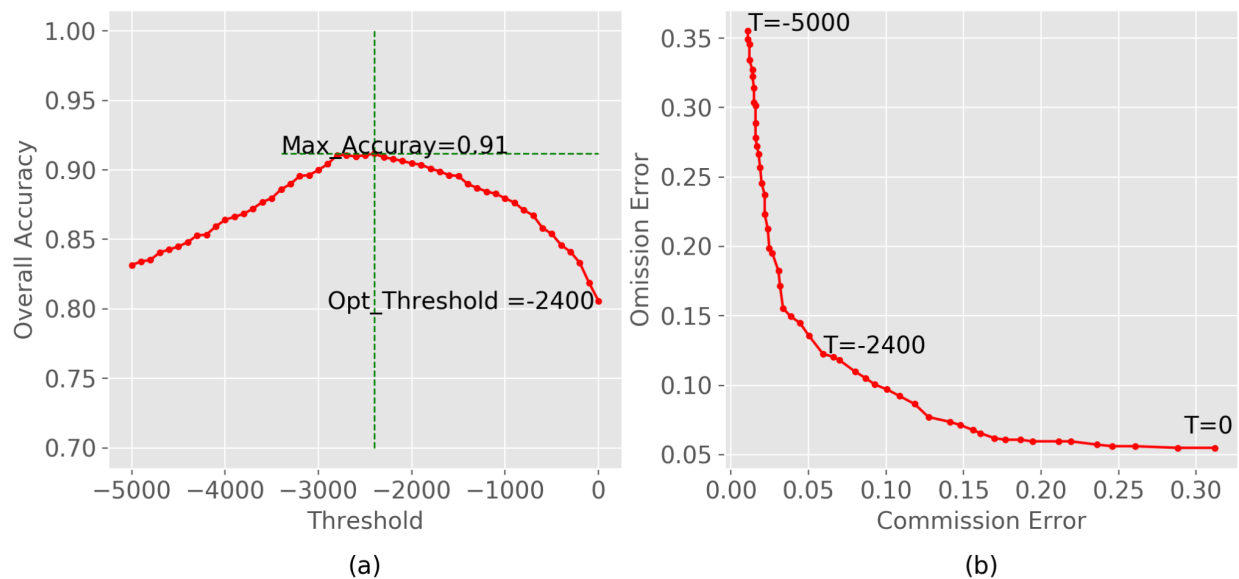 1.00
0.95
0.90
0.85
0.80
0.75
0.70
Overall Accuracy
Max_Accuray=0.91
Opt_Threshold =-2400
−5000 −4000 −3000 −2000 −1000 0
Threshold
(a)
0.35
0.30
0.25
0.20
0.15
0.10
0.05
Omission Error
T=-5000
T=-2400
T=0
0.00 0.05 0.10 0.15 0.20 0.25 0.30
Commission Error
(b)